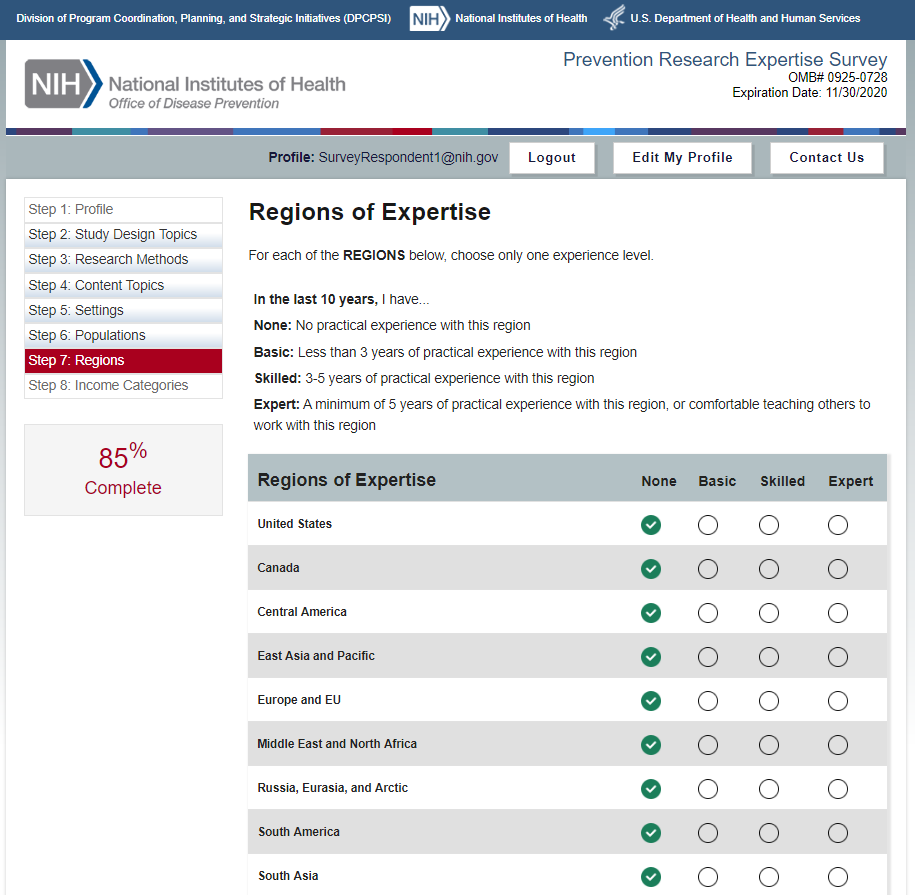 Division of Program Coordination, Planning, and Strategic Initiatives (DPCPSI) NIH National Institutes of Health U.S. Department of Health and Human Services
NIH National Institutes of Health
Office of Disease Prevention
Prevention Research Expertise Survey
OMB# 0925-0728
Expiration Date: 11/30/2020
Profile: SurveyRespondent1@nih.gov Logout Edit My Profile Contact Us
Step 1: Profile
Step 2: Study Design Topics
Step 3: Research Methods
Step 4: Content Topics
Step 5: Settings
Step 6: Populations
Step 7: Regions
Step 8: Income Categories
85%
Complete
Regions of Expertise
For each of the REGIONS below, choose only one experience level.
In the last 10 years, I have...
None: No practical experience with this region
Basic: Less than 3 years of practical experience with this region
Skilled: 3-5 years of practical experience with this region
Expert: A minimum of 5 years of practical experience with this region, or comfortable teaching others to
work with this region
Regions of Expertise None Basic Skilled Expert
United States
Canada
Central America
East Asia and Pacific
Europe and EU
Middle East and North Africa
Russia, Eurasia, and Arctic
South America
South Asia